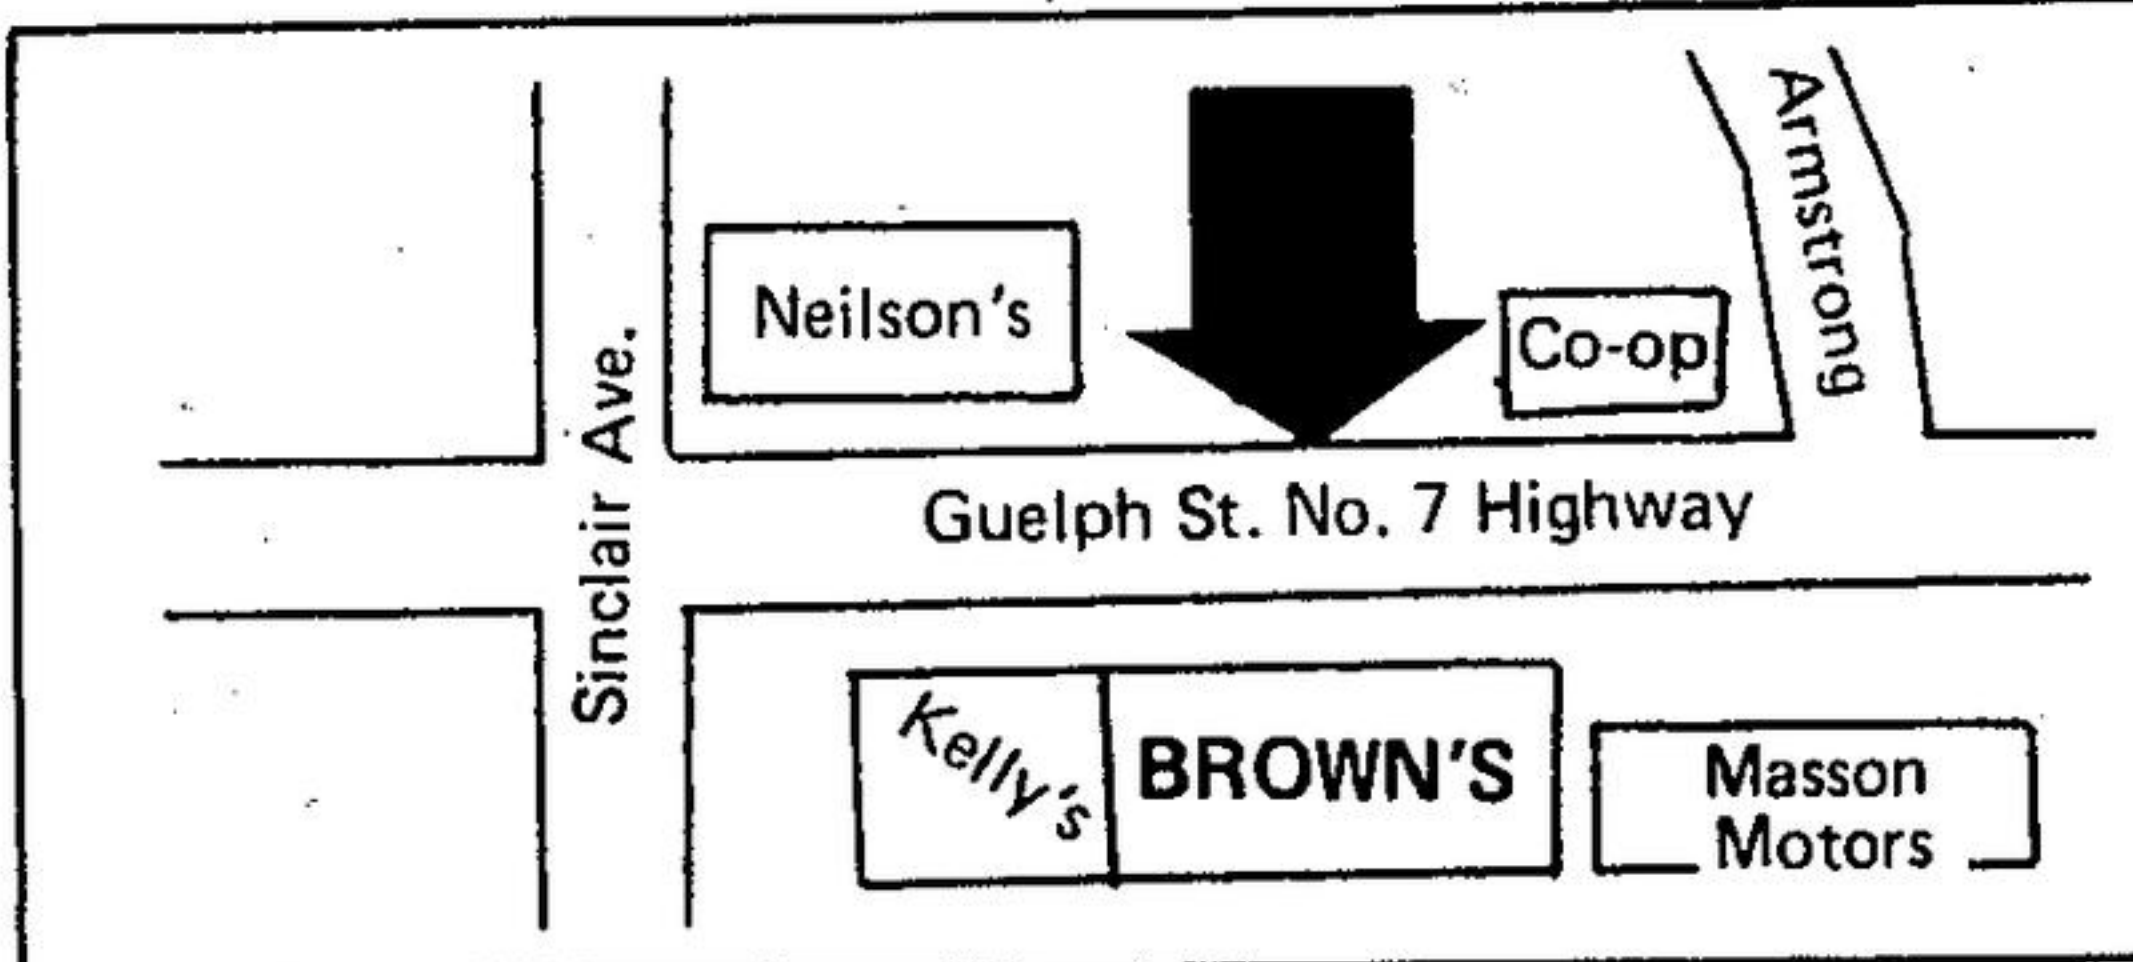 Armstrong
Neilson's
Co-op
Sinclair Ave.
Guelph St. No. 7 Highway
Kelly's
BROWN'S
Masson
Motors